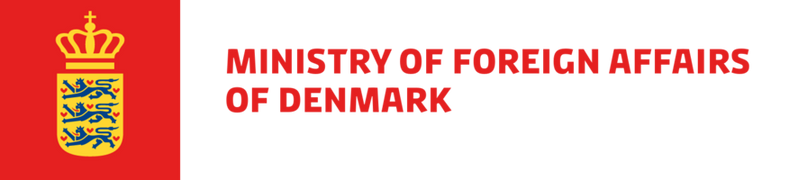 MINISTRY OF FOREIGN AFFAIRS
OF DENMARK